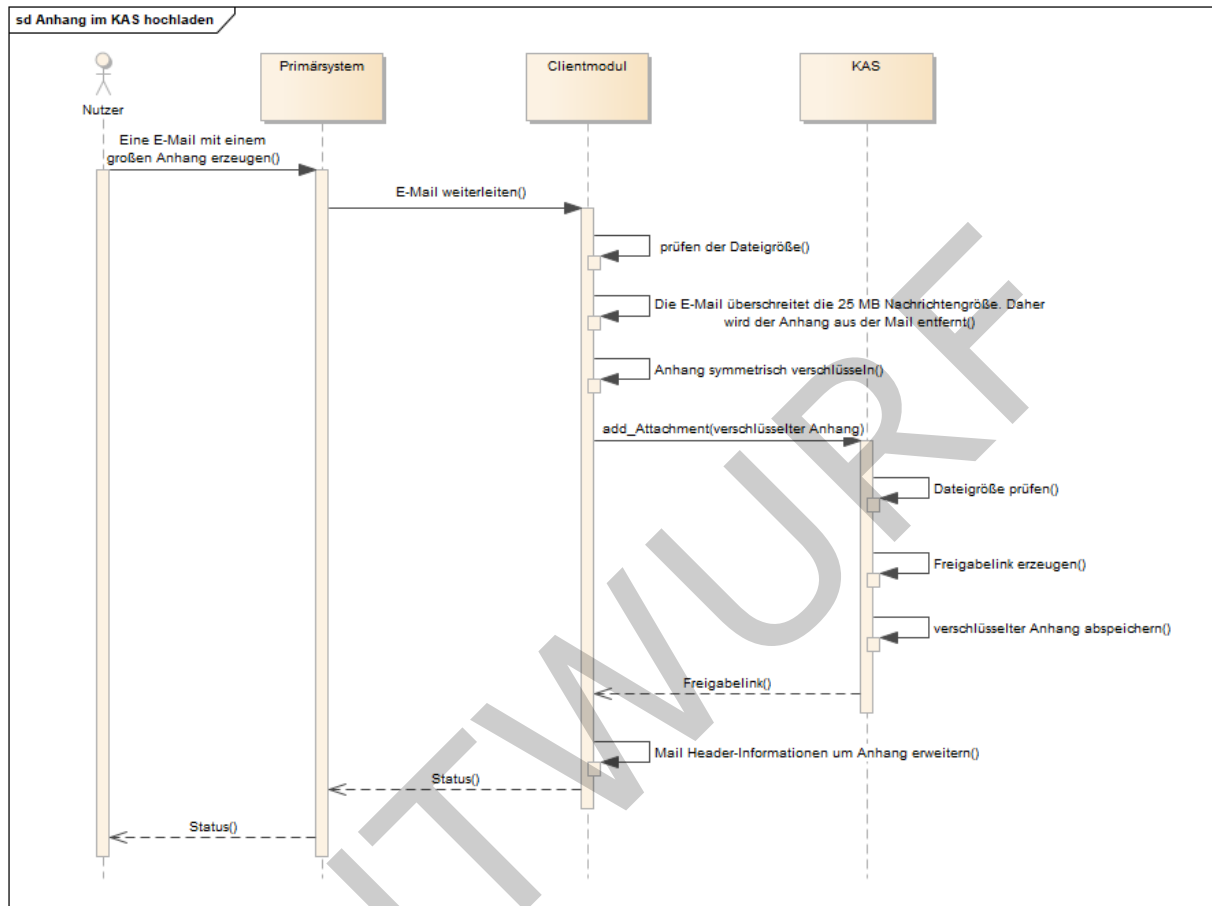 sd Anhang im KAS hochladen
Nutzer
Primärsystem
Clientmodul
KAS
Eine E-Mail mit einem
großen Anhang erzeugen()
E-Mail weiterleiten()
prüfen der Dateigröße()
Die E-Mail überschreitet die 25 MB Nachrichtengröße. Daher
wird der Anhang aus der Mail entfernt()
Anhang symmetrisch verschlüsseln()
add_Attachment(verschlüsselter Anhang)
Dateigröße prüfen()
Freigabelink erzeugen()
verschlüsselter Anhang abspeichern()
Freigabelink()
Mail Header-Informationen um Anhang erweitern()
Status()
Status()
TWURF